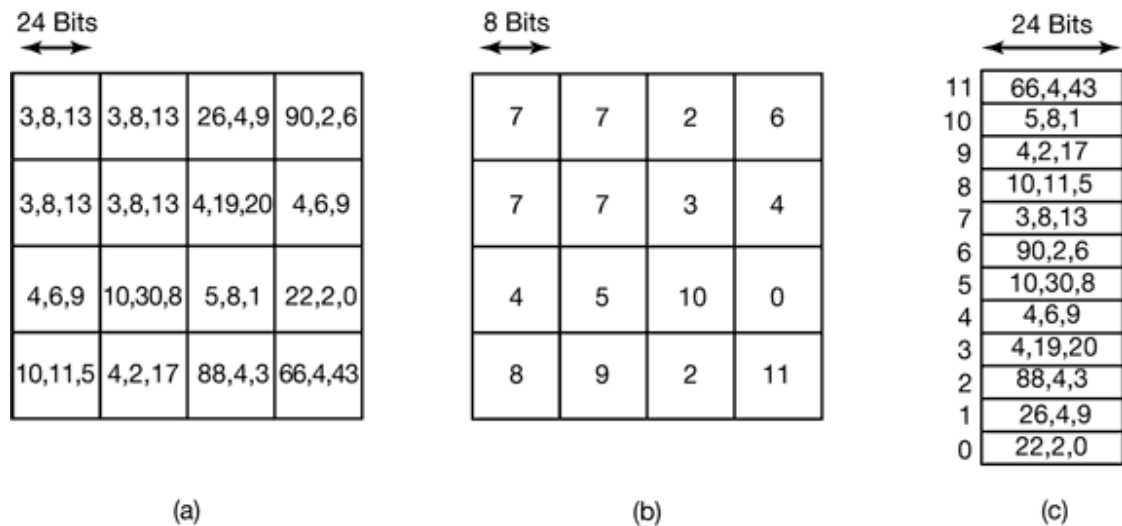 24 Bits
3,8,13 3,8,13 26,4,9 90,2,6
3,8,13 3,8,13 4,19,20 4,6,9
4,6,9 10,30,8 5,8,1 22,2,0
10,11,5 4,2,17 88,4,3 66,4,43
(a)
8 Bits
7 7 2 6
7 7 3 4
4 5 10 0
8 9 2 11
(b)
24 Bits
11 66,4,43
10 5,8,1
9 4,2,17
8 10,11,5
7 3,8,13
6 90,2,6
5 10,30,8
4 4,6,9
3 4,19,20
2 88,4,3
1 26,4,9
0 22,2,0
(c)